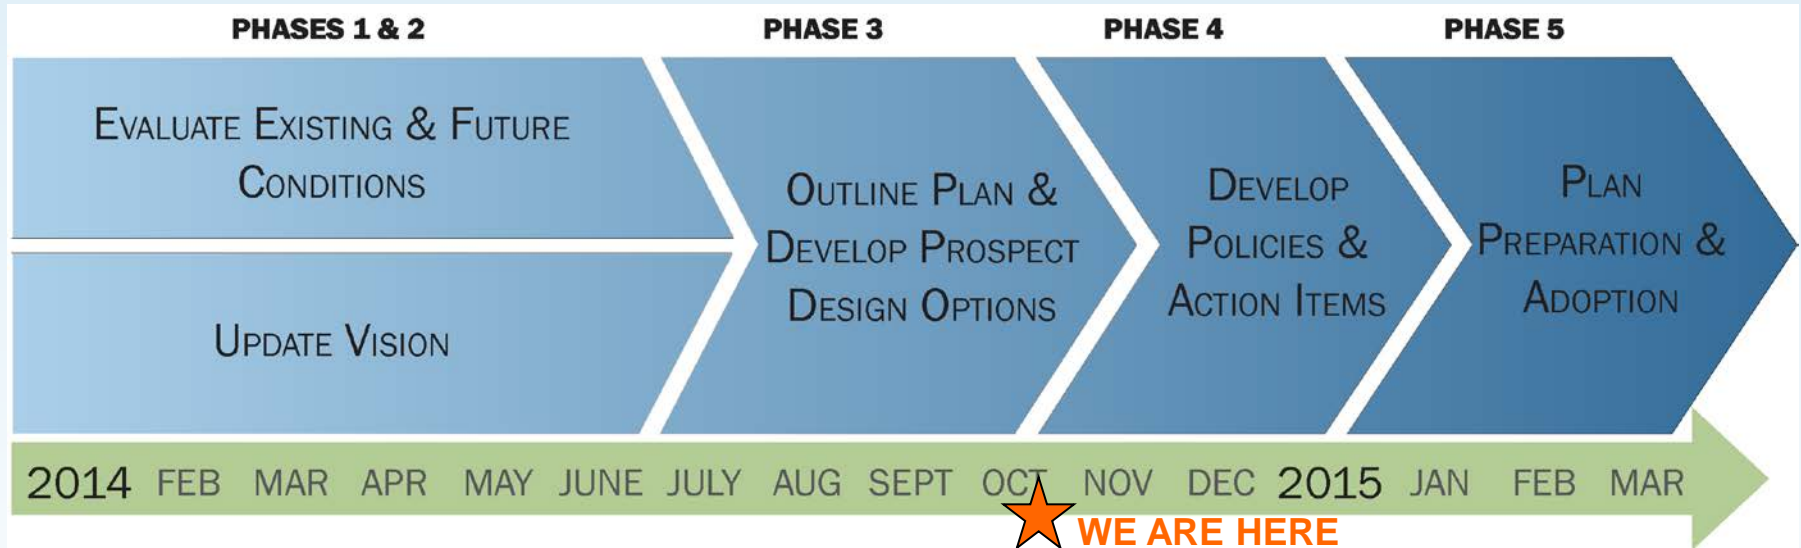 PHASES 1 & 2
PHASE 3
PHASE 4
PHASE 5
EVALUATE EXISTING & FUTURE
CONDITIONS
UPDATE VISION
OUTLINE PLAN &
DEVELOP PROSPECT
DESIGN OPTIONS
DEVELOP
POLICIES &
ACTION ITEMS
PLAN
PREPARATION &
ADOPTION
2014 FEB MAR APR MAY JUNE JULY AUG SEPT OCT NOV DEC 2015 JAN FEB MAR
WE ARE HERE